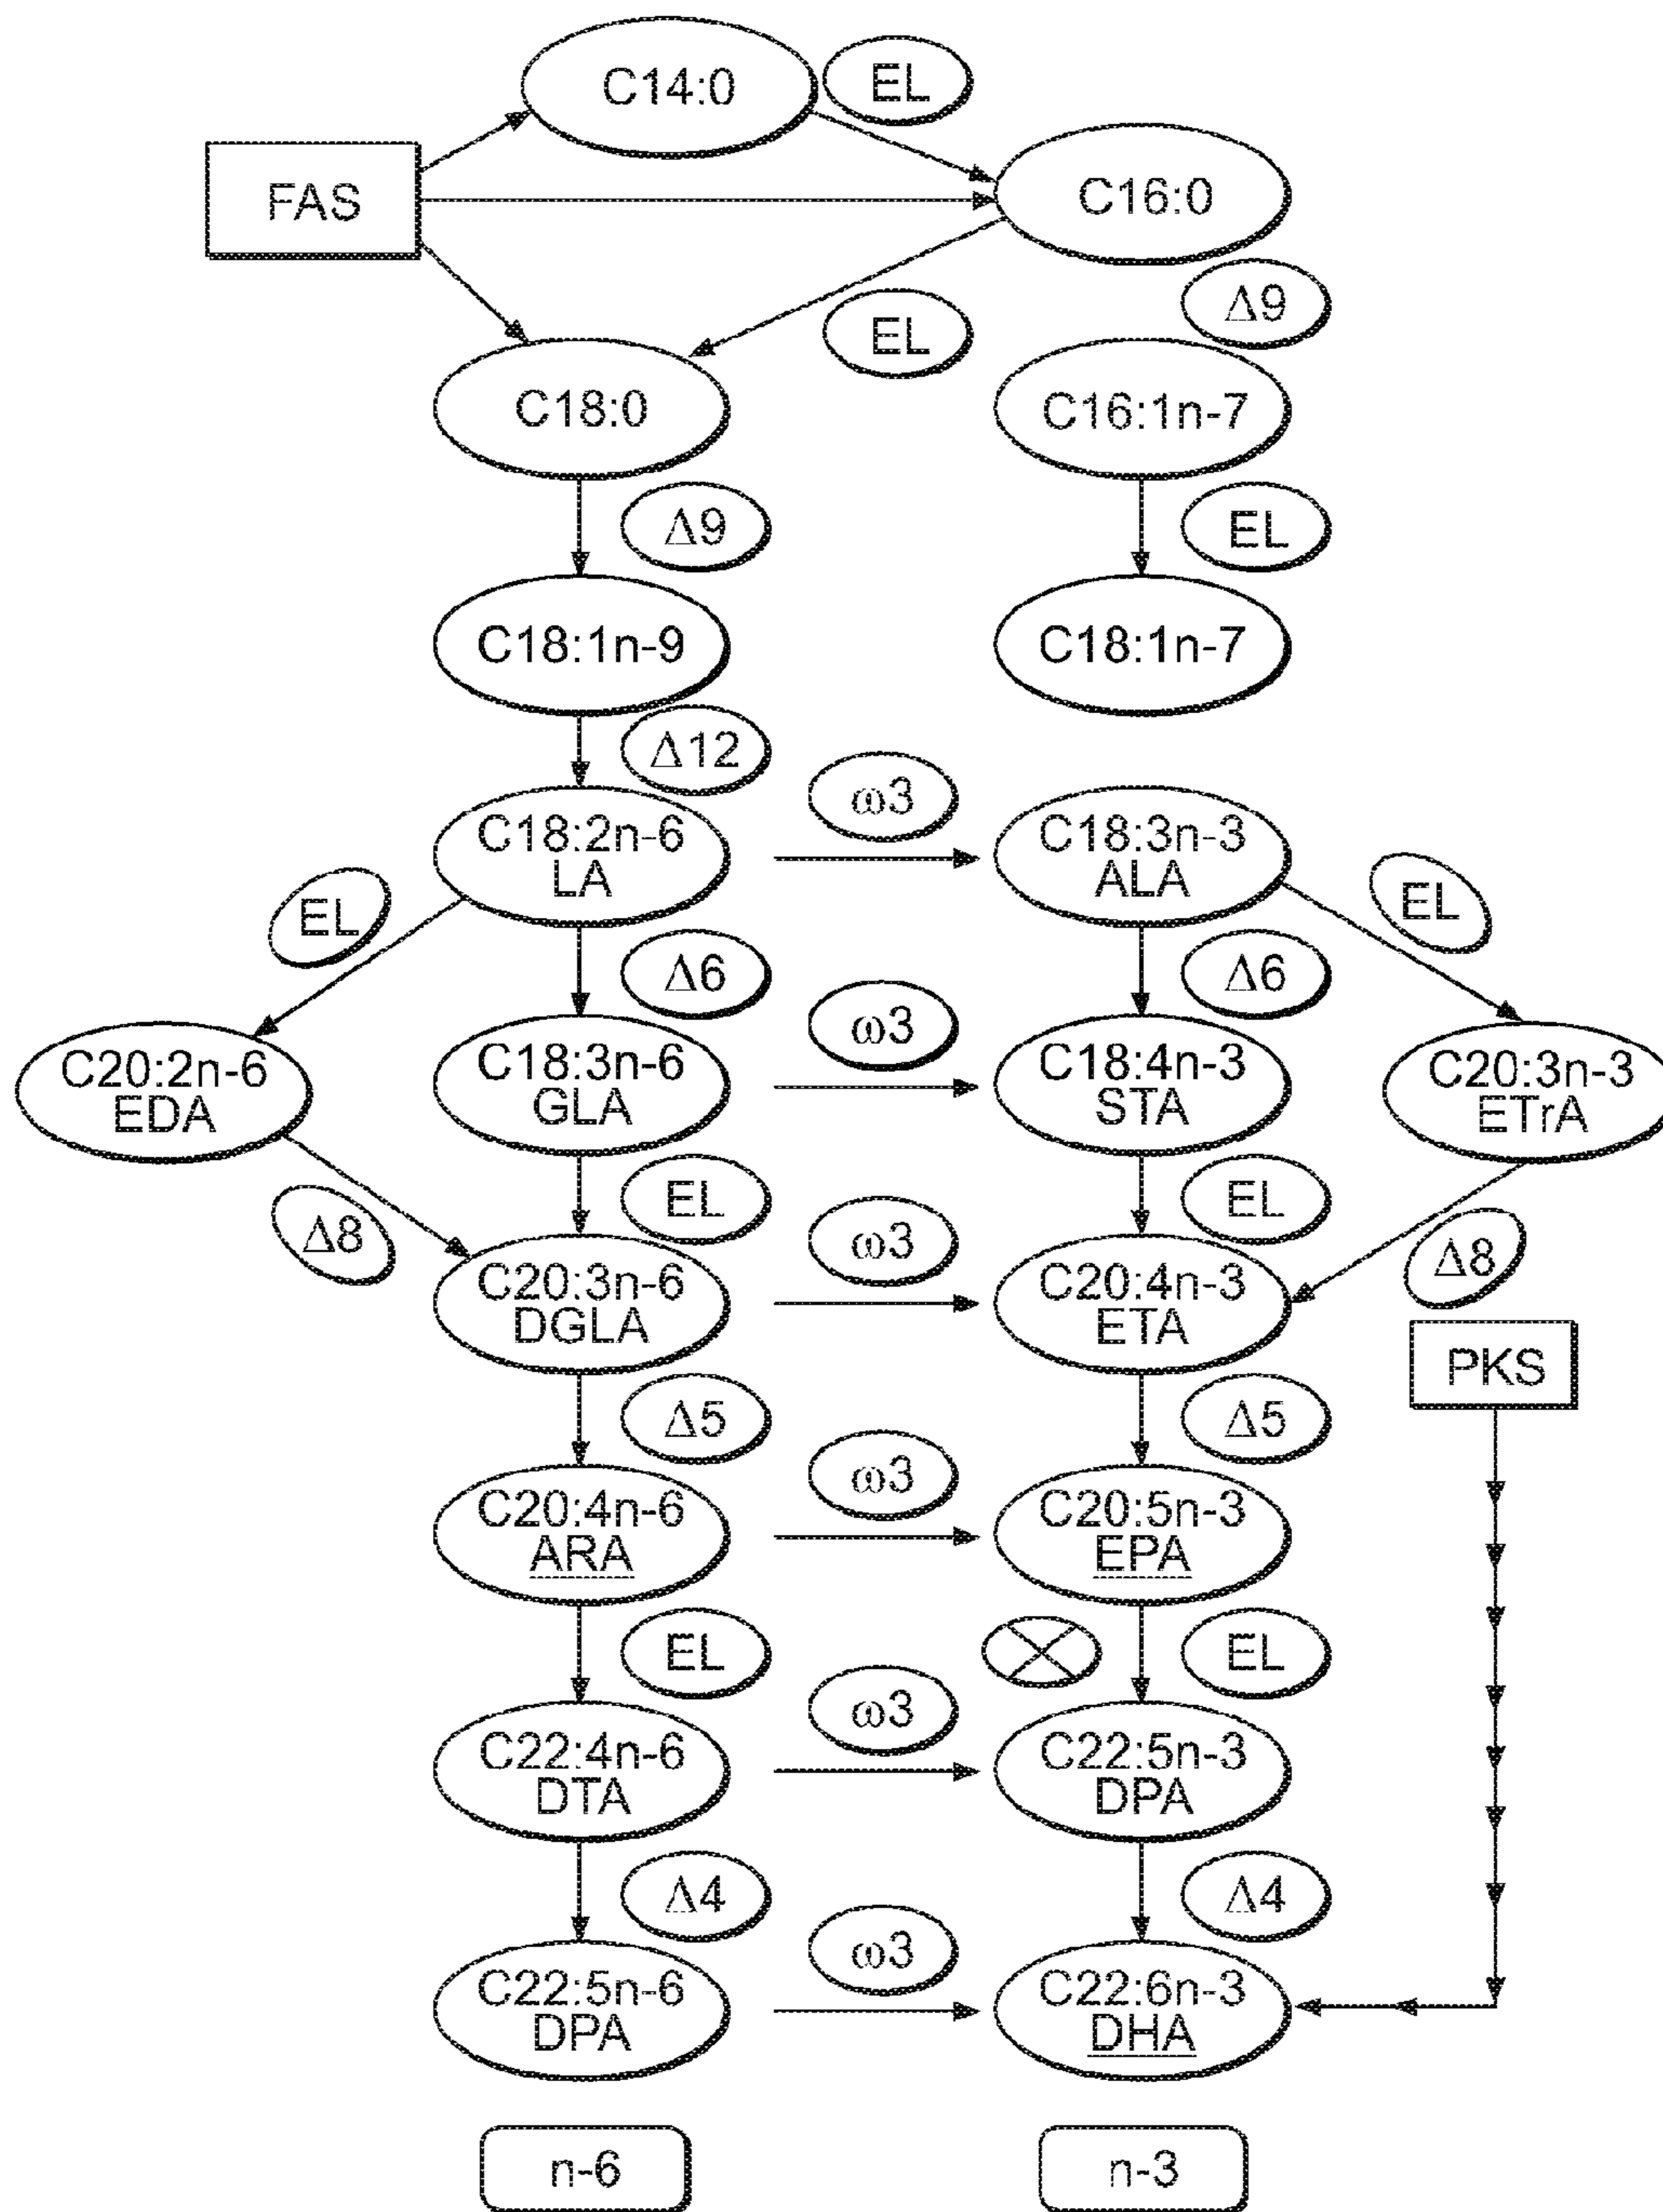 C14:0
EL
FAS
C16:0
Δ9
EL
C18:0
C16:1n-7
Δ9
EL
C18:1n-9
C18:1n-7
Δ12
ω3
C18:2n-6
LA
C18:3n-3
ALA
EL
EL
Δ6
Δ6
ω3
C20:2n-6
EDA
C18:3n-6
GLA
C18:4n-3
STA
C20:3n-3
ETrA
Δ8
EL
ω3
EL
Δ8
C20:3n-6
DGLA
C20:4n-3
ETA
PKS
Δ5
ω3
Δ5
C20:4n-6
ARA
C20:5n-3
EPA
EL
EL
ω3
C22:4n-6
DTA
C22:5n-3
DPA
Δ4
ω3
Δ4
C22:5n-6
DPA
C22:6n-3
DHA
n-6
n-3